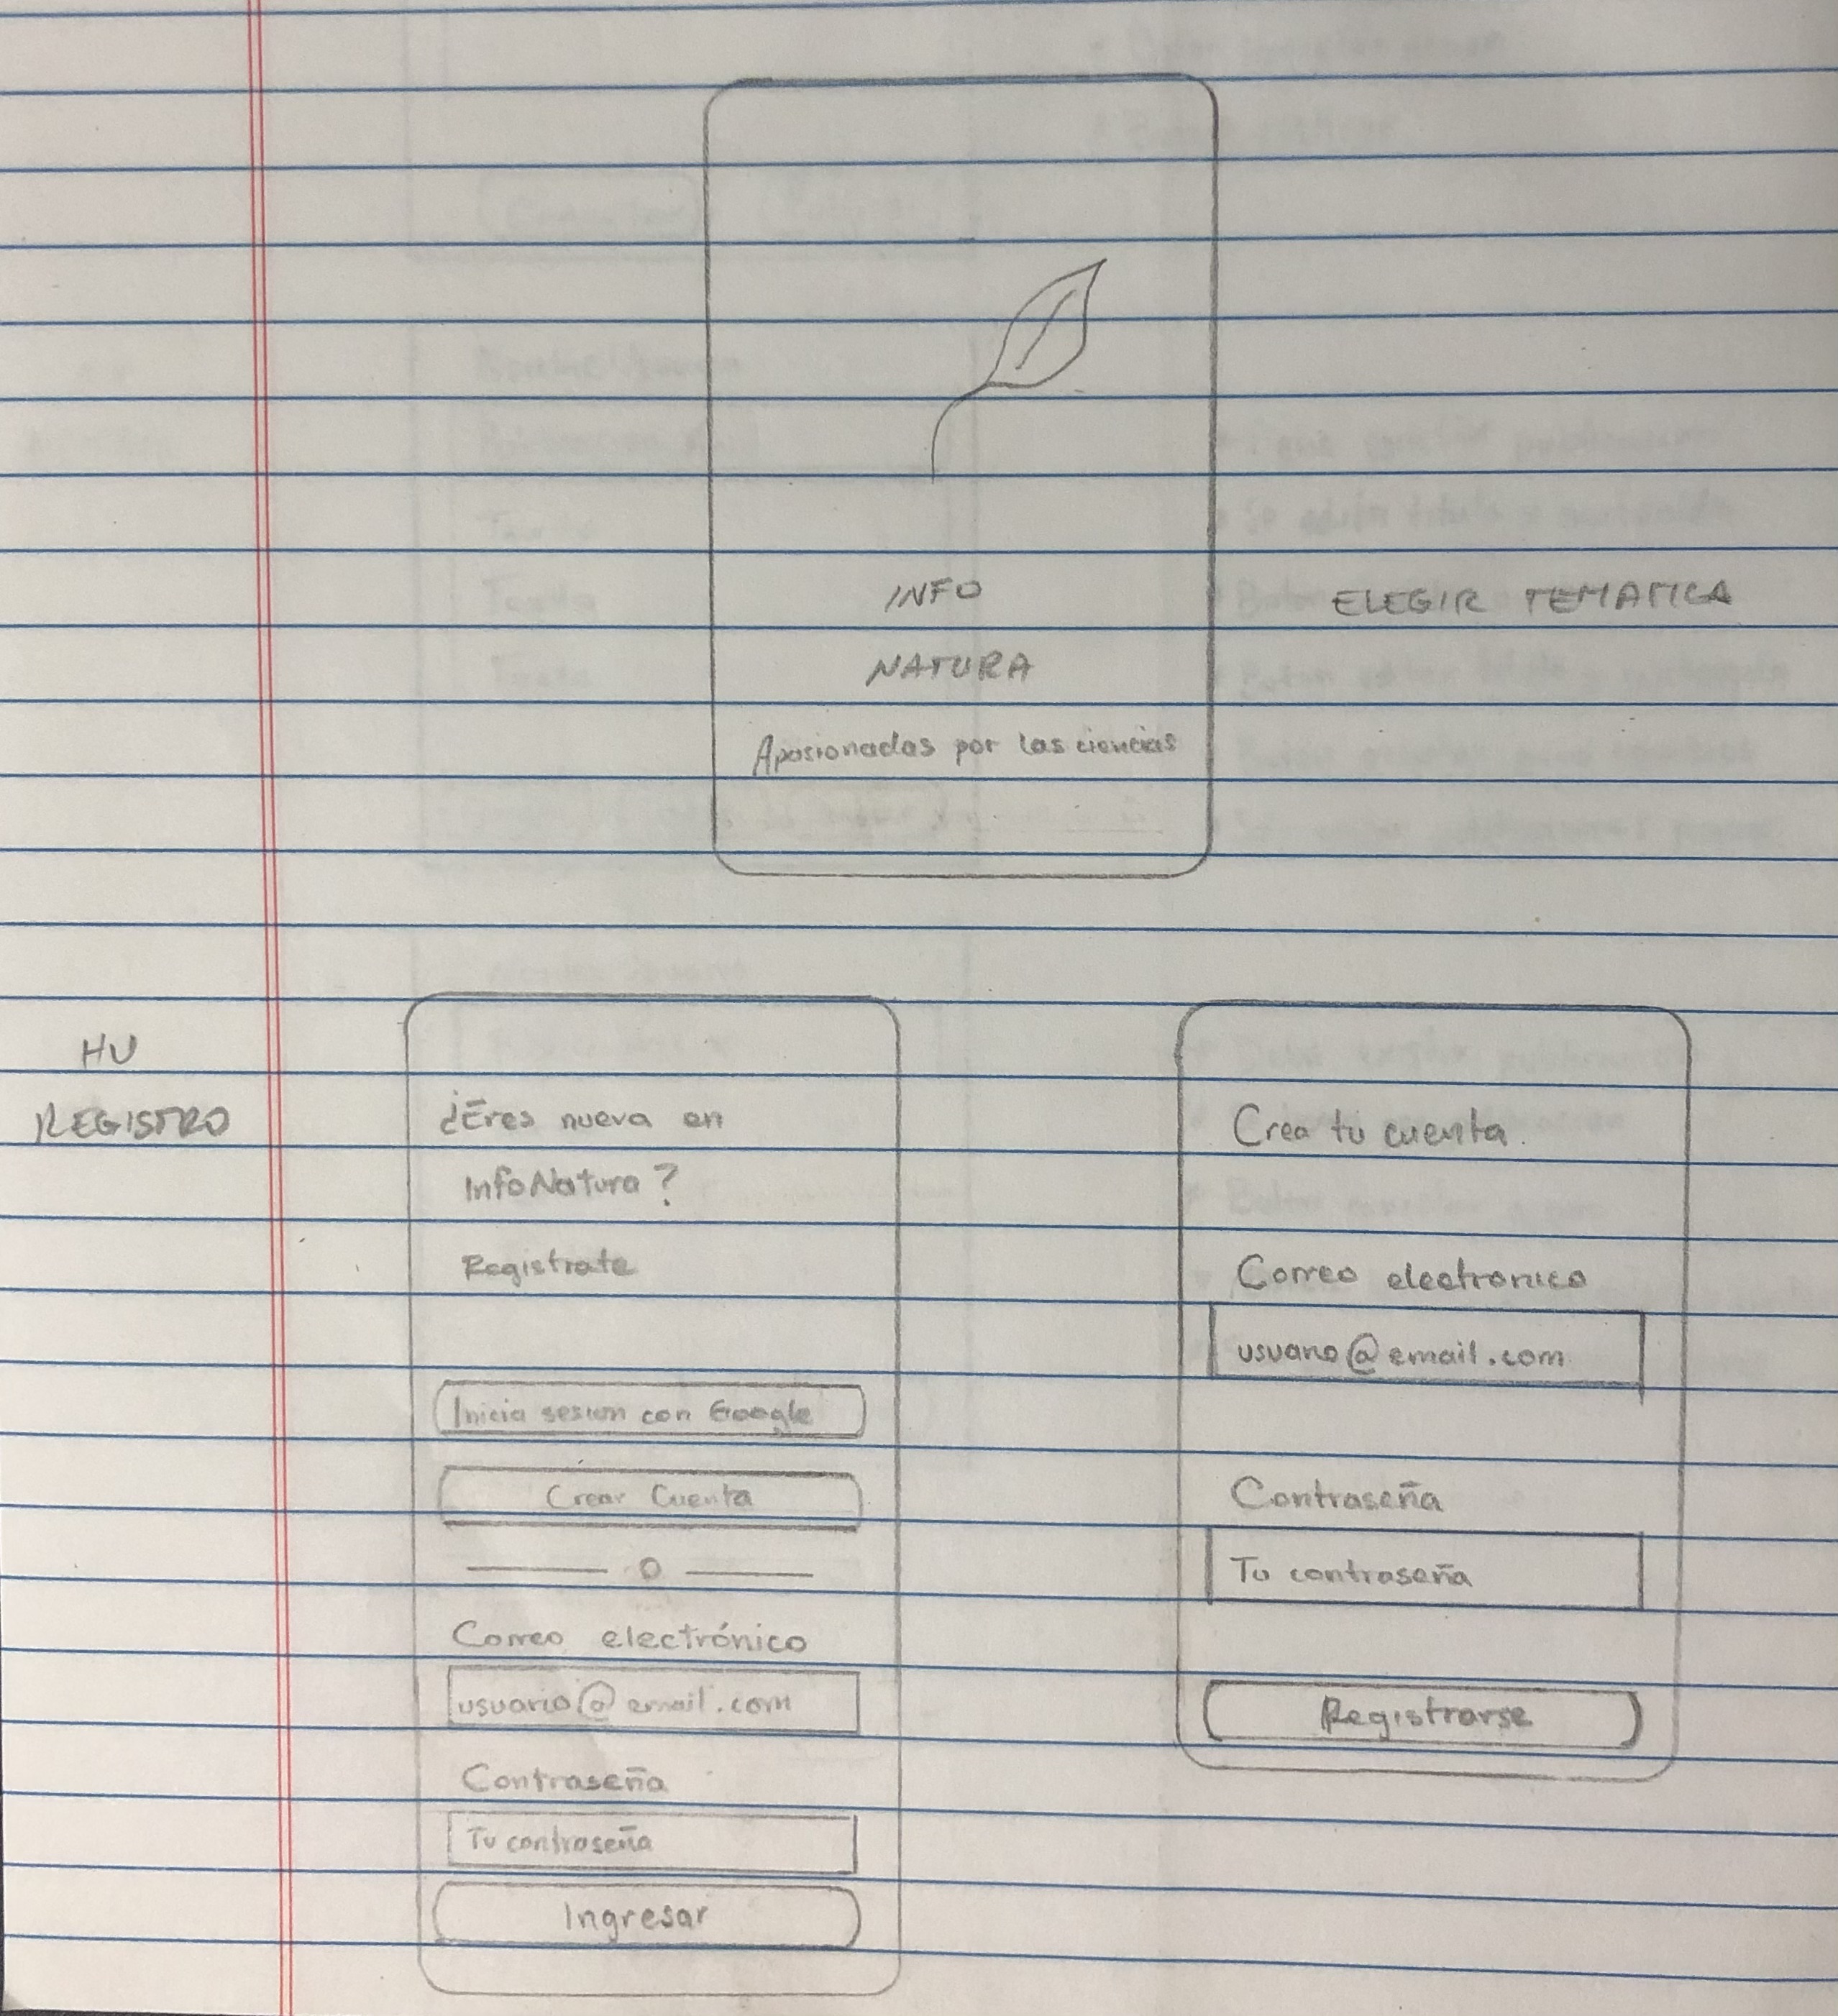 INFO
ELEGIR TEMATICA
NATURA
Apasionadas por las ciencias
HU
REGISTRO
¿Eres nueva en
InfoNatura?
Registrate
Inicia sesion con Google
Crear Cuenta
O
Correo electrónico
usuario@email.com
Contraseña
Tu contraseña
Ingresar
Crea tu cuenta.
Correo electronico
usuario@email.com
Contraseña
Tu contraseña
Registrarse